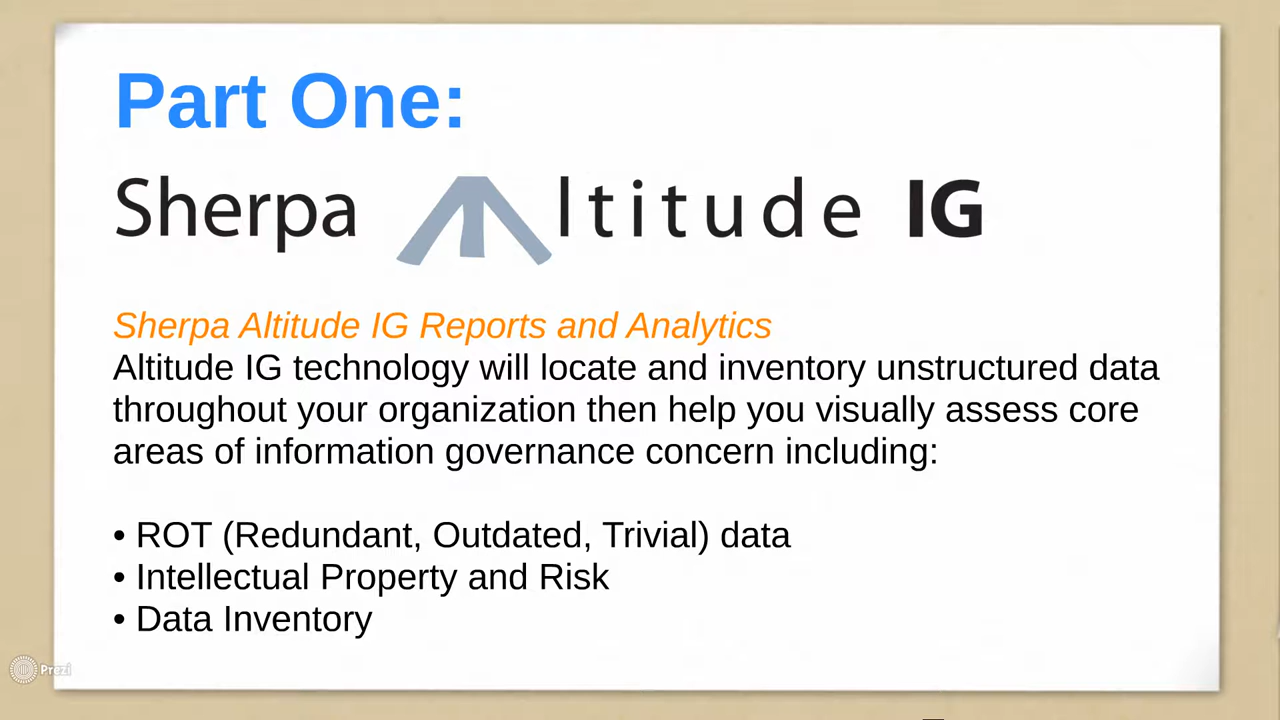 Part One:
Sherpa Altitude IG
Sherpa Altitude IG Reports and Analytics
Altitude IG technology will locate and inventory unstructured data
throughout your organization then help you visually assess core
areas of information governance concern including:
• ROT (Redundant, Outdated, Trivial) data
• Intellectual Property and Risk
• Data Inventory
Prezi